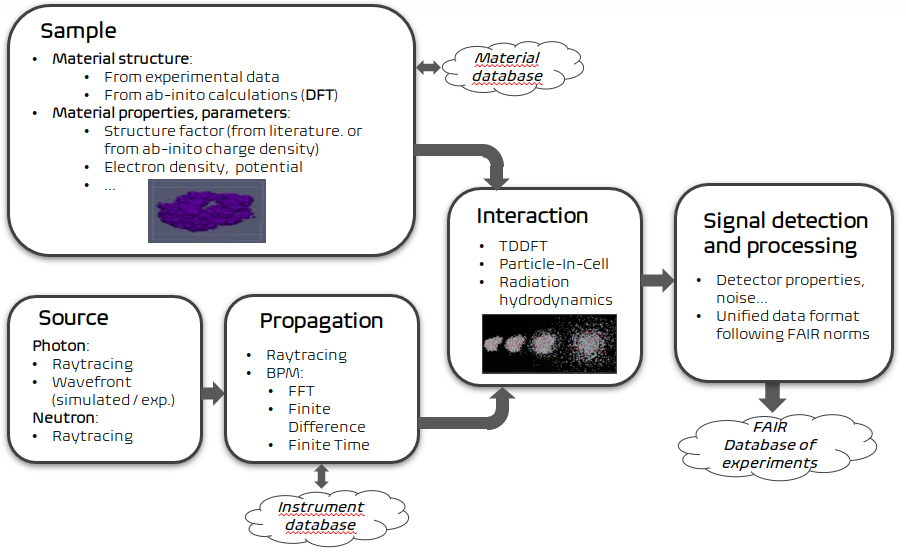 Sample
• Material structure:
• From experimental data
• From ab-inito calculations (DFT)
• Material properties, parameters:
• Structure factor (from literature. or
from ab-inito charge density)
• Electron density, potential
• ...
Material
database
Source
Photon:
• Raytracing
• Wavefront
(simulated / exp.)
Neutron:
• Raytracing
Propagation
• Raytracing
• BPM:
• FFT
• Finite
Difference
• Finite Time
Instrument
database
Interaction
• TDDFT
• Particle-In-Cell
• Radiation
hydrodynamics
Signal detection
and processing
• Detector properties,
noise...
• Unified data format
following FAIR norms
FAIR
Database of
experiments